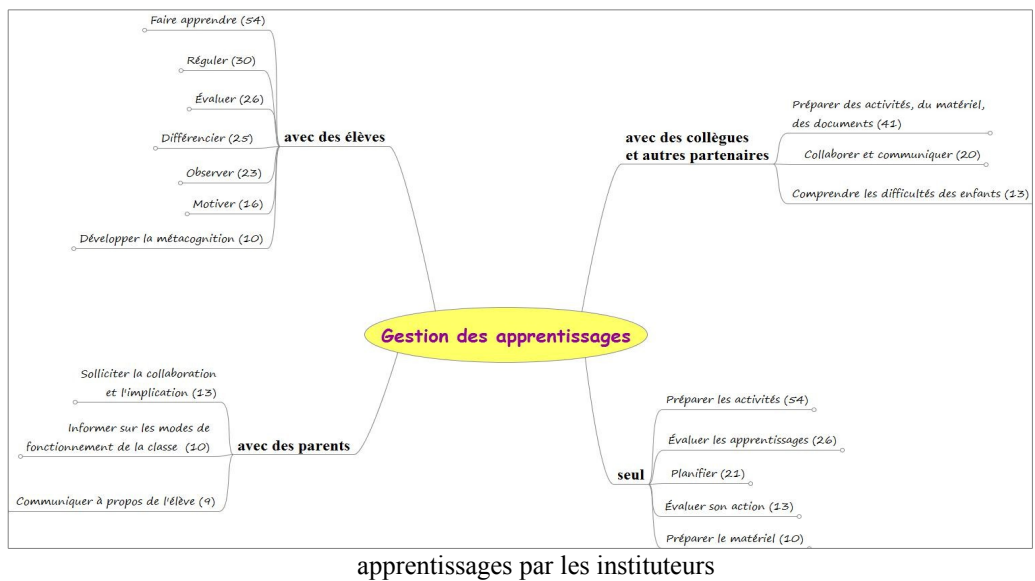 Faire apprendre (54)
Réguler (30)
Évaluer (26)
Différencier (25)
Observer (23)
Motiver (16)
Développer la métacognition (10)
avec des élèves
avec des collègues
et autres partenaires
Préparer des activités, du matériel,
des documents (41)
Collaborer et communiquer (20)
Comprendre les difficultés des enfants (13)
Gestion des apprentissages
Solliciter la collaboration
et l'implication (13)
Informer sur les modes de
fonctionnement de la classe (10)
Communiquer à propos de l'élève (9)
avec des parents
seul
Préparer les activités (54)
Évaluer les apprentissages (26)
Planifier (21)
Évaluer son action (13)
Préparer le matériel (10)
apprentissages par les instituteurs